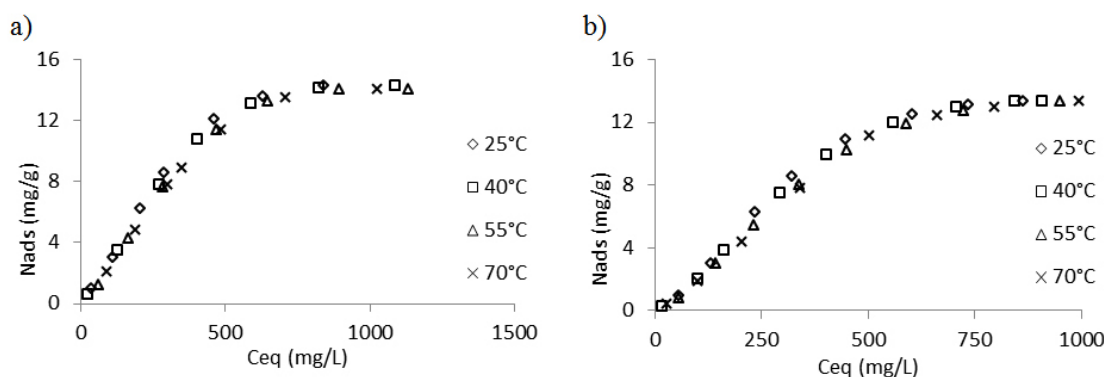 a)
16
12
8
4
0
Nads (mg/g)
0 500 1000 1500
Ceq (mg/L)
25°C
40°C
55°C
70°C
b)
16
12
8
4
0
Nads (mg/g)
0 250 500 750 1000
Ceq (mg/L)
25°C
40°C
55°C
70°C